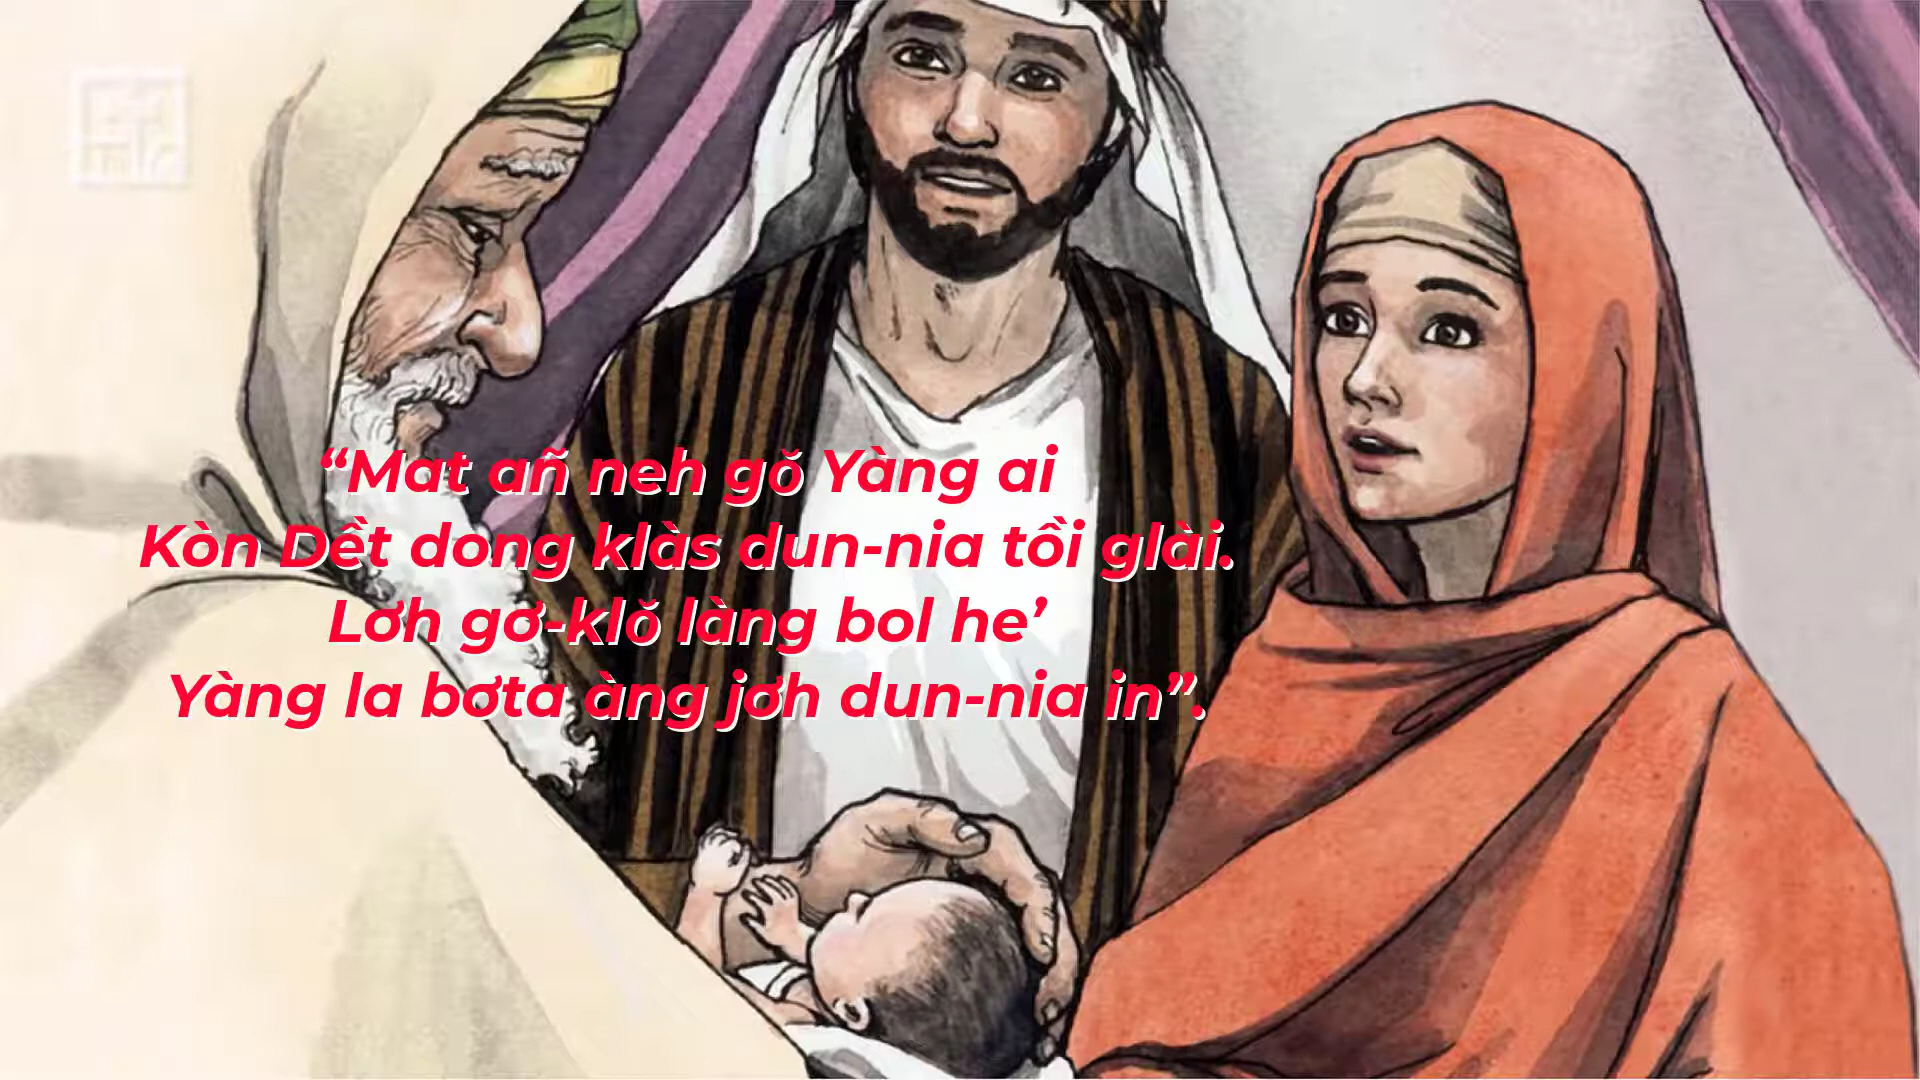 “Mat añ neh gŏ Yàng ai
Kòn Dềt dong klàs dun-nia tồi glài.
Lơh gơ-klŏ làng bol he’
Yàng la bơta àng jơh dun-nia in”.